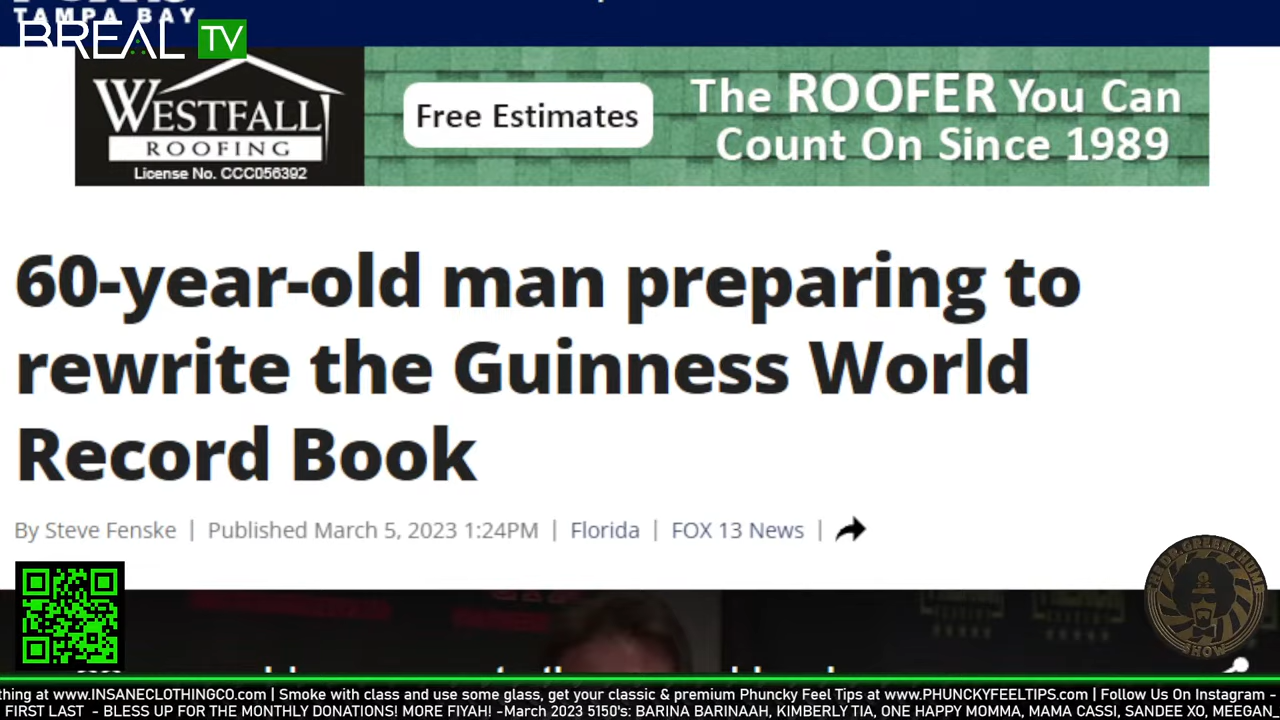 TAMPA BAY
BREAL TV
WESTFALL
ROOFING
License No. CCC056392
Free Estimates
The ROOFER You Can
Count On Since 1989
60-year-old man preparing to
rewrite the Guinness World
Record Book
By Steve Fenske | Published March 5, 2023 1:24PM | Florida | FOX 13 News |
SHOW
thing at www.INSANECLOTHINGCO.com | Smoke with class and use some glass, get your classic & premium Phuncky Feel Tips at www.PHUNCKYFEELTIPS.com | Follow Us On Instagram -
FIRST LAST - BLESS UP FOR THE MONTHLY DONATIONS! MORE FIYAH! -March 2023 5150's: BARINA BARINAAH, KIMBERLY TIA, ONE HAPPY MOMMA, MAMA CASSI, SANDEE XO, MEEGAN